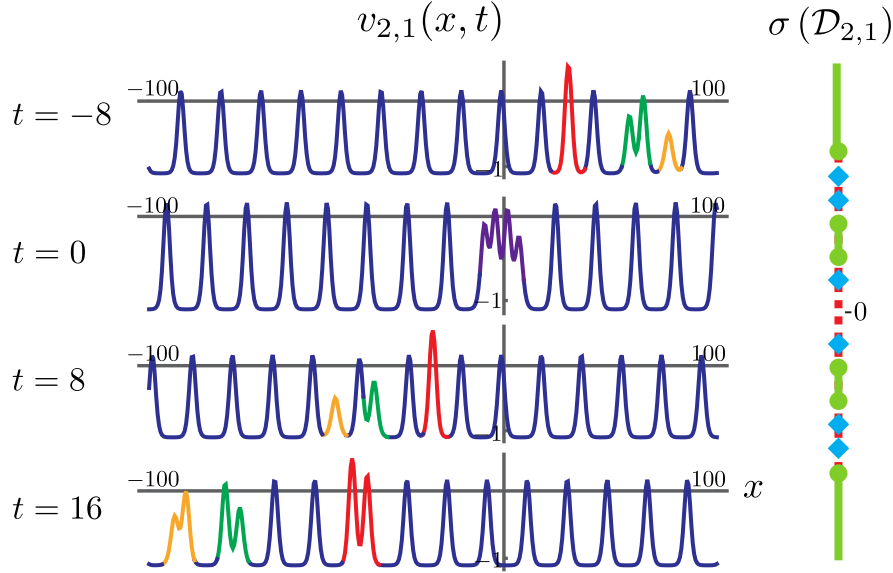 v₂,₁(x, t) σ (𝒟₂,₁)
t = −8 −100 100 −1
t = 0 −100 100 −1
-0
t = 8 −100 100 −1
t = 16 −100 100 x −1